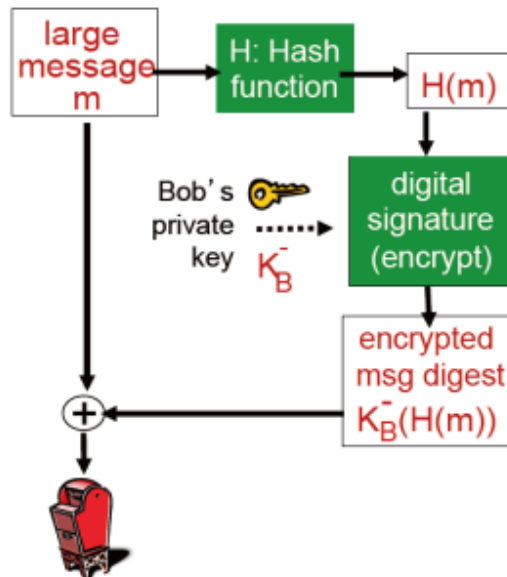 large
message
m
H: Hash
function
H(m)
Bob's
private
key
K_B^-
digital
signature
(encrypt)
encrypted
msg digest
K_B^-(H(m))
+